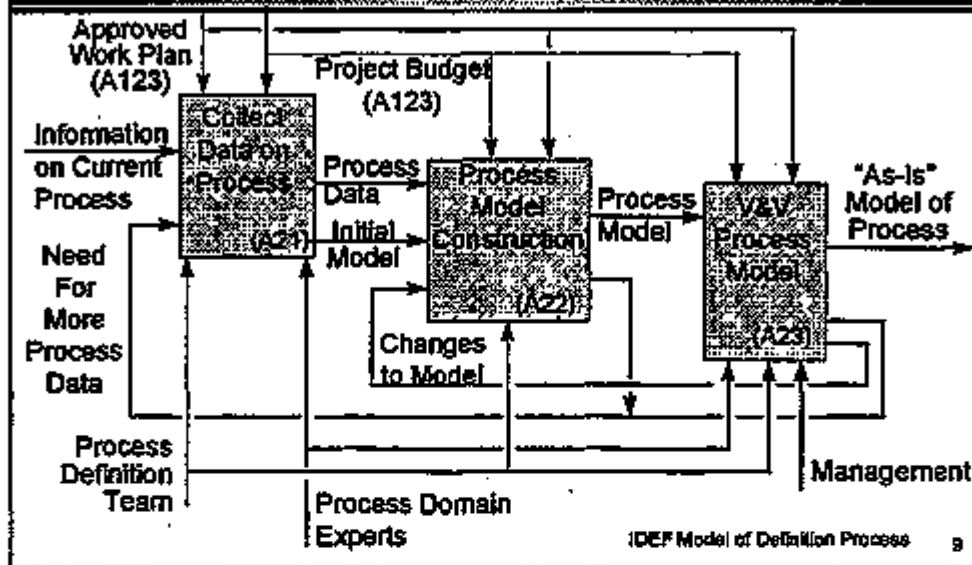 Approved
Work Plan
(A123)
Project Budget
(A123)
Collect
Data on
Process
(A21)
Information
on Current
Process
Process
Data
Initial
Model
Process
Model
Construction
(A22)
Process
Model
V&V
Process
Model
(A23)
"As-Is"
Model of
Process
Need
For
More
Process
Data
Changes
to Model
Process
Definition
Team
Process Domain
Experts
Management
IDEF Model of Definition Process 9